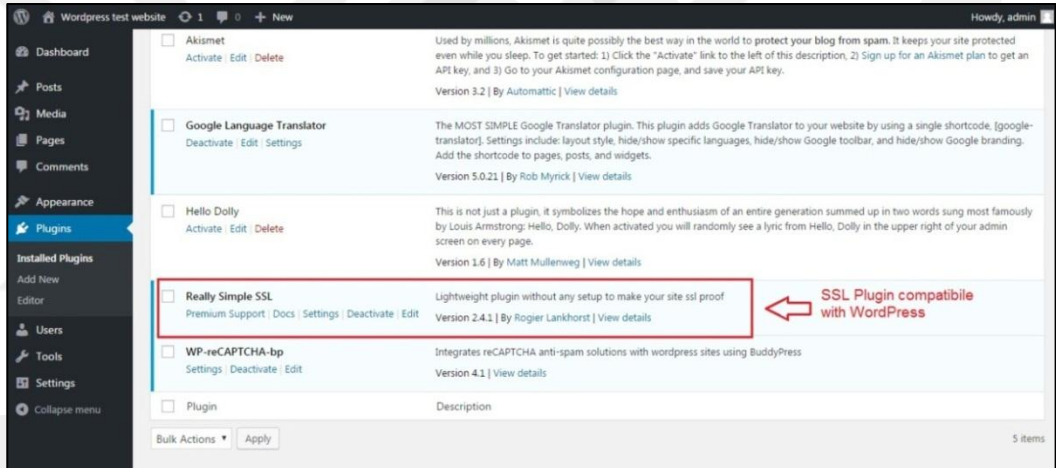 Wordpress test website 1 0 + New Howdy, admin
Dashboard
Posts
Media
Pages
Comments
Appearance
Plugins
Installed Plugins
Add New
Editor
Users
Tools
Settings
Collapse menu
Akismet
Activate | Edit | Delete
Used by millions, Akismet is quite possibly the best way in the world to protect your blog from spam. It keeps your site protected
even while you sleep. To get started: 1) Click the "Activate" link to the left of this description, 2) Sign up for an Akismet plan to get an
API key, and 3) Go to your Akismet configuration page, and save your API key.
Version 3.2 | By Automattic | View details
Google Language Translator
Deactivate | Edit | Settings
The MOST SIMPLE Google Translator plugin. This plugin adds Google Translator to your website by using a single shortcode, [google-
translator]. Settings include: layout style, hide/show specific languages, hide/show Google toolbar, and hide/show Google branding.
Add the shortcode to pages, posts, and widgets.
Version 5.0.21 | By Rob Myrick | View details
Hello Dolly
Activate | Edit | Delete
This is not just a plugin, it symbolizes the hope and enthusiasm of an entire generation summed up in two words sung most famously
by Louis Armstrong: Hello, Dolly. When activated you will randomly see a lyric from Hello, Dolly in the upper right of your admin
screen on every page.
Version 1.6 | By Matt Mullenweg | View details
Really Simple SSL
Premium Support | Docs | Settings | Deactivate | Edit
Lightweight plugin without any setup to make your site ssl proof
Version 2.4.1 | By Rogier Lankhorst | View details
SSL Plugin compatibile
with WordPress
WP-reCAPTCHA-bp
Settings | Deactivate | Edit
Integrates reCAPTCHA anti-spam solutions with wordpress sites using BuddyPress
Version 4.1 | View details
Plugin Description
Bulk Actions Apply 5 items